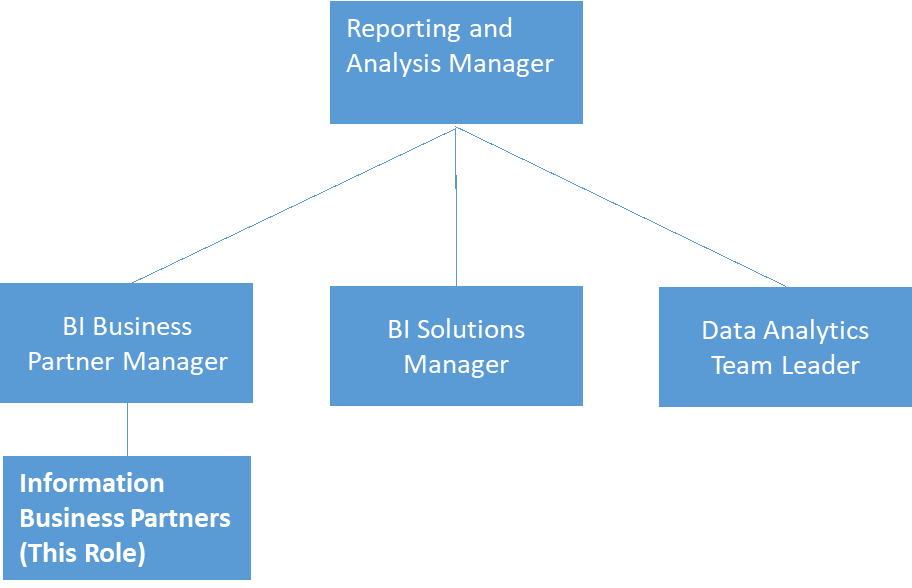 Reporting and
Analysis Manager
BI Business
Partner Manager
BI Solutions
Manager
Data Analytics
Team Leader
Information
Business Partners
(This Role)